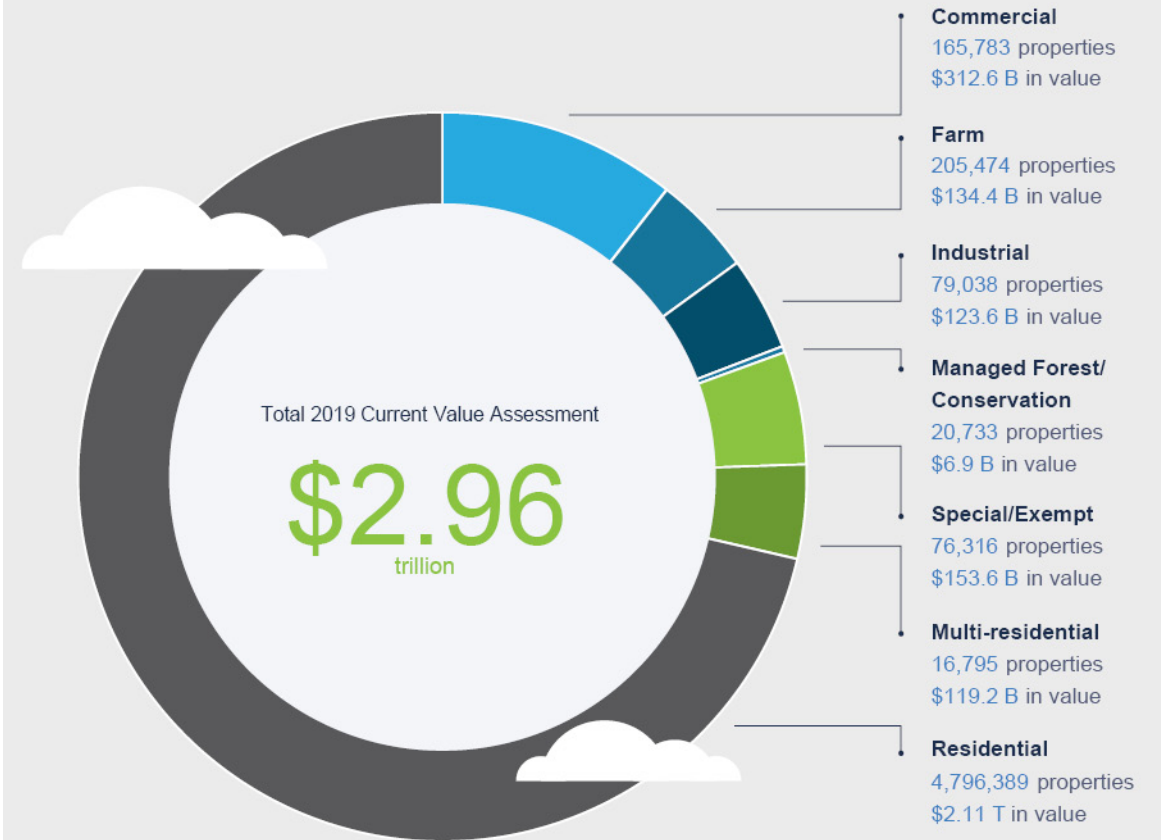 Commercial
165,783 properties
$312.6 B in value
Farm
205,474 properties
$134.4 B in value
Industrial
79,038 properties
$123.6 B in value
Managed Forest/
Conservation
20,733 properties
$6.9 B in value
Special/Exempt
76,316 properties
$153.6 B in value
Multi-residential
16,795 properties
$119.2 B in value
Residential
4,796,389 properties
$2.11 T in value
Total 2019 Current Value Assessment
$2.96
trillion